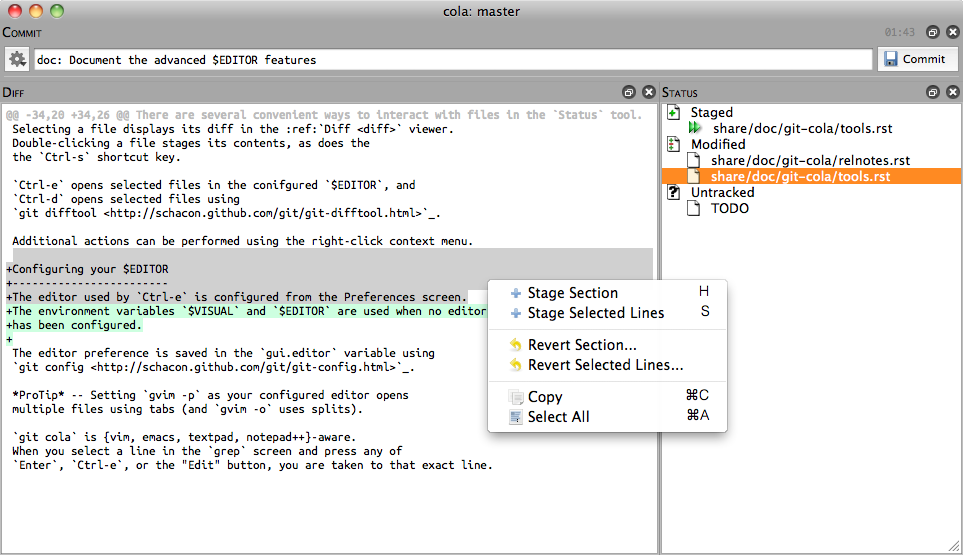 cola: master
Commit
01:43
doc: Document the advanced $EDITOR features
Commit
Diff
@@ -34,20 +34,26 @@ There are several convenient ways to interact with files in the `Status` tool.
Selecting a file displays its diff in the :ref:`Diff <diff>` viewer.
Double-clicking a file stages its contents, as does the
the `Ctrl-s` shortcut key.
`Ctrl-e` opens selected files in the conifgured `$EDITOR`, and
`Ctrl-d` opens selected files using
`git difftool <http://schacon.github.com/git/git-difftool.html>`_.
Additional actions can be performed using the right-click context menu.
+Configuring your $EDITOR
+------------------------
+The editor used by `Ctrl-e` is configured from the Preferences screen.
+The environment variables `$VISUAL` and `$EDITOR` are used when no editor
+has been configured.
+
The editor preference is saved in the `gui.editor` variable using
`git config <http://schacon.github.com/git/git-config.html>`_.
*ProTip* -- Setting `gvim -p` as your configured editor opens
multiple files using tabs (and `gvim -o` uses splits).
`git cola` is {vim, emacs, textpad, notepad++}-aware.
When you select a line in the `grep` screen and press any of
`Enter`, `Ctrl-e`, or the "Edit" button, you are taken to that exact line.
Stage Section H
Stage Selected Lines S
Revert Section...
Revert Selected Lines...
Copy ⌘C
Select All ⌘A
Status
Staged
share/doc/git-cola/tools.rst
Modified
share/doc/git-cola/relnotes.rst
share/doc/git-cola/tools.rst
Untracked
TODO